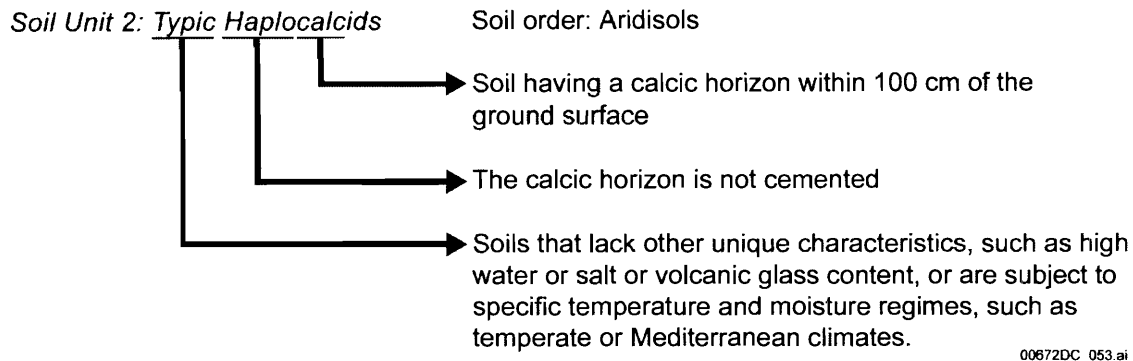 Soil Unit 2: Typic Haplocalcids Soil order: Aridisols
Soil having a calcic horizon within 100 cm of the
ground surface
The calcic horizon is not cemented
Soils that lack other unique characteristics, such as high
water or salt or volcanic glass content, or are subject to
specific temperature and moisture regimes, such as
temperate or Mediterranean climates.
00672DC_053.ai